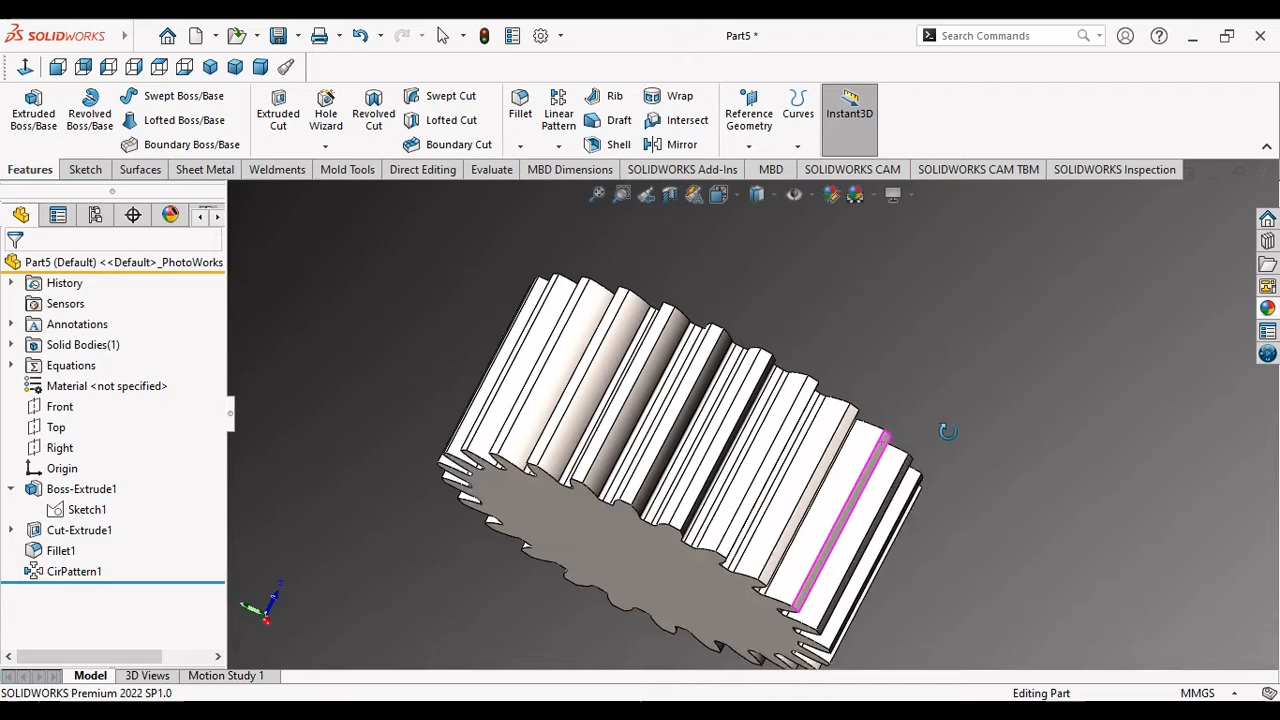 SOLIDWORKS
Part5 *
Search Commands
Extruded Boss/Base
Revolved Boss/Base
Swept Boss/Base
Lofted Boss/Base
Boundary Boss/Base
Extruded Cut
Hole Wizard
Revolved Cut
Swept Cut
Lofted Cut
Boundary Cut
Fillet
Linear Pattern
Rib
Draft
Shell
Wrap
Intersect
Mirror
Reference Geometry
Curves
Instant3D
Features
Sketch
Surfaces
Sheet Metal
Weldments
Mold Tools
Direct Editing
Evaluate
MBD Dimensions
SOLIDWORKS Add-Ins
MBD
SOLIDWORKS CAM
SOLIDWORKS CAM TBM
SOLIDWORKS Inspection
Part5 (Default) <<Default>_PhotoWorks
History
Sensors
Annotations
Solid Bodies(1)
Equations
Material <not specified>
Front
Top
Right
Origin
Boss-Extrude1
Sketch1
Cut-Extrude1
Fillet1
CirPattern1
Z
Model
3D Views
Motion Study 1
SOLIDWORKS Premium 2022 SP1.0
Editing Part
MMGS